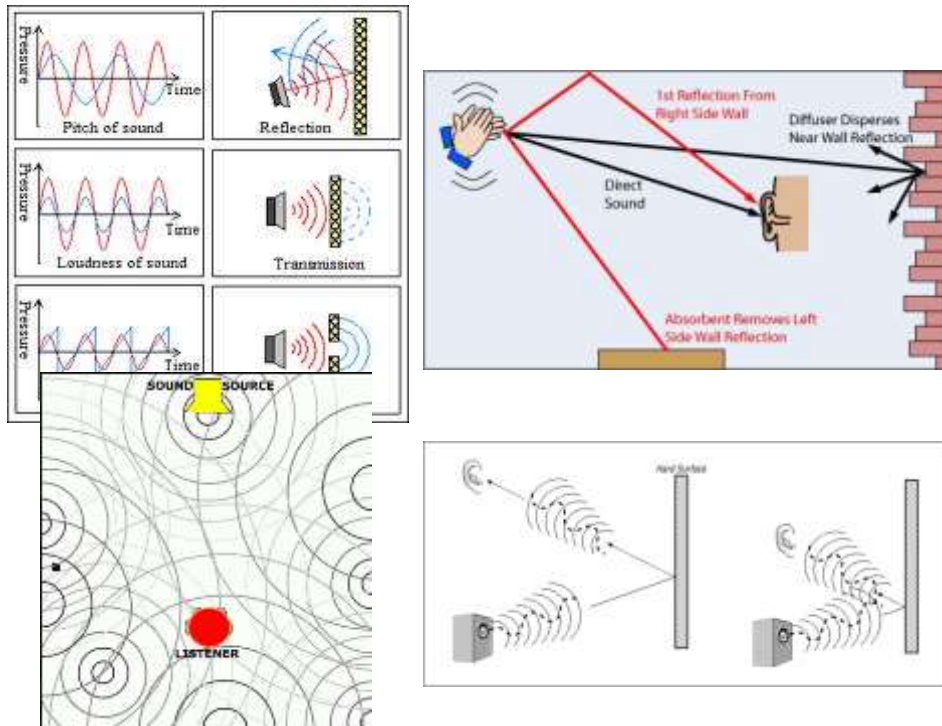 Pressure
Time
Pitch of sound
Reflection
Pressure
Time
Loudness of sound
Transmission
Pressure
Time
1st Reflection From
Right Side Wall
Diffuser Disperses
Near Wall Reflection
Direct
Sound
Absorbent Removes Left
Side Wall Reflection
SOUND SOURCE
LISTENER
Hard Surface